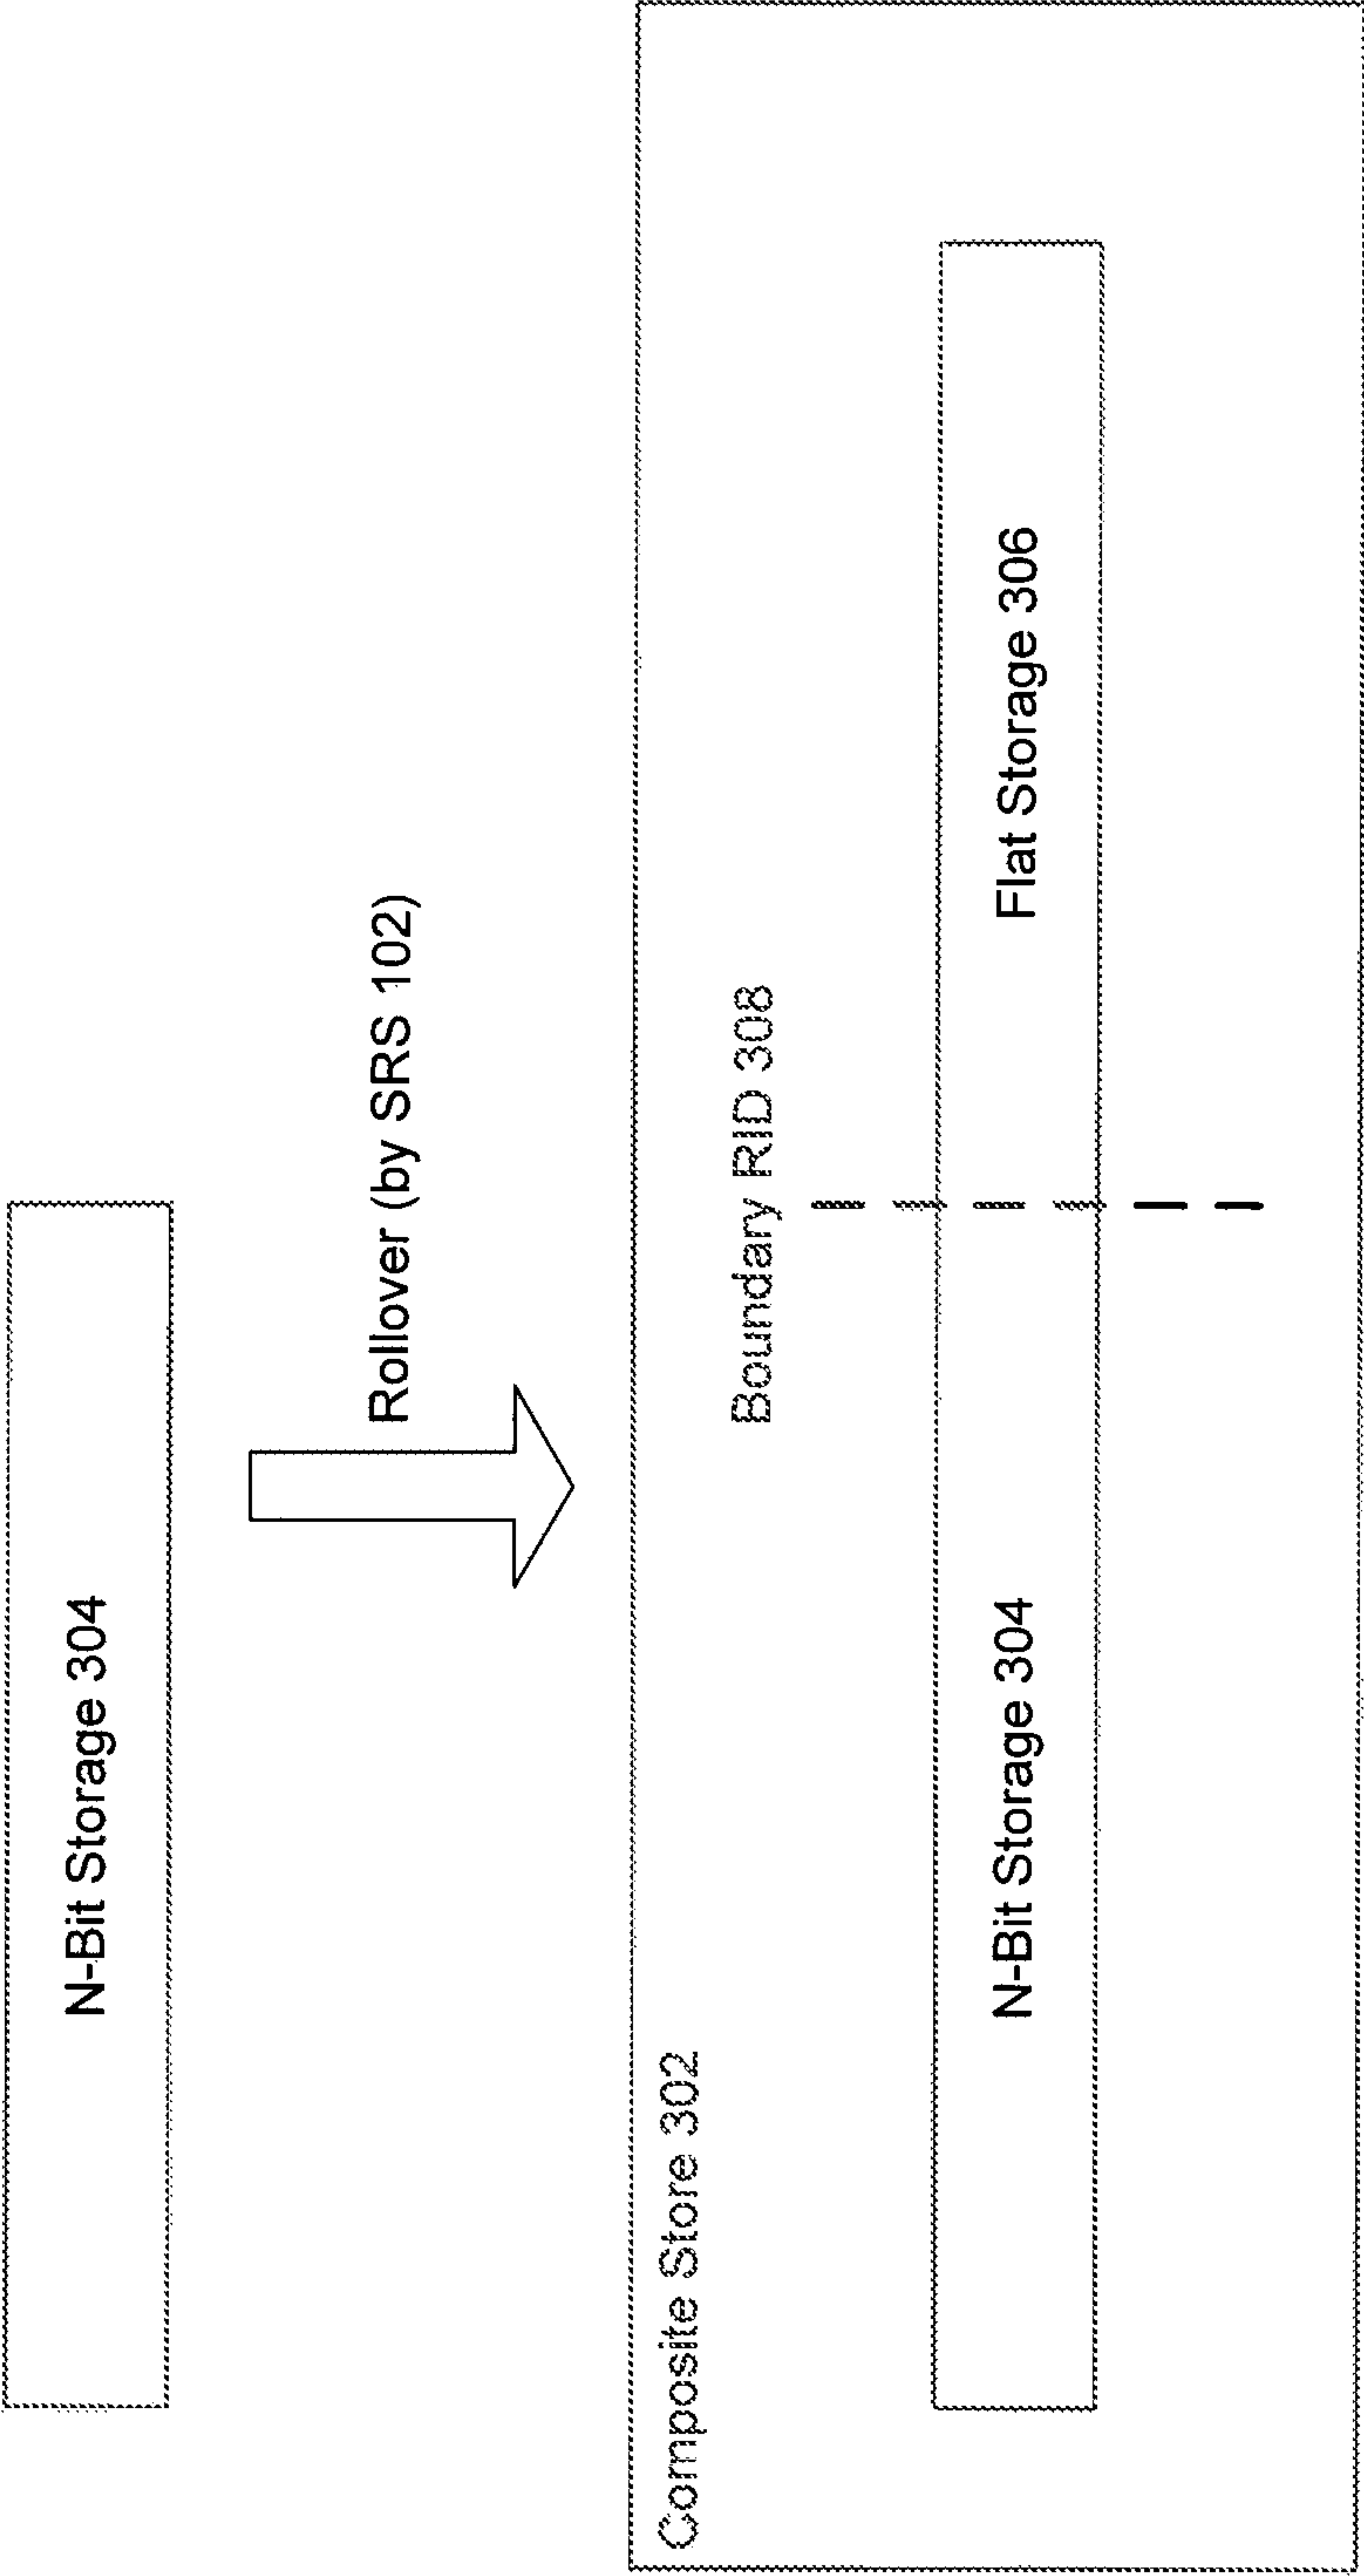 N-Bit Storage 304
Rollover (by SRS 102)
Composite Store 302
Boundary RID 308
N-Bit Storage 304
Flat Storage 306